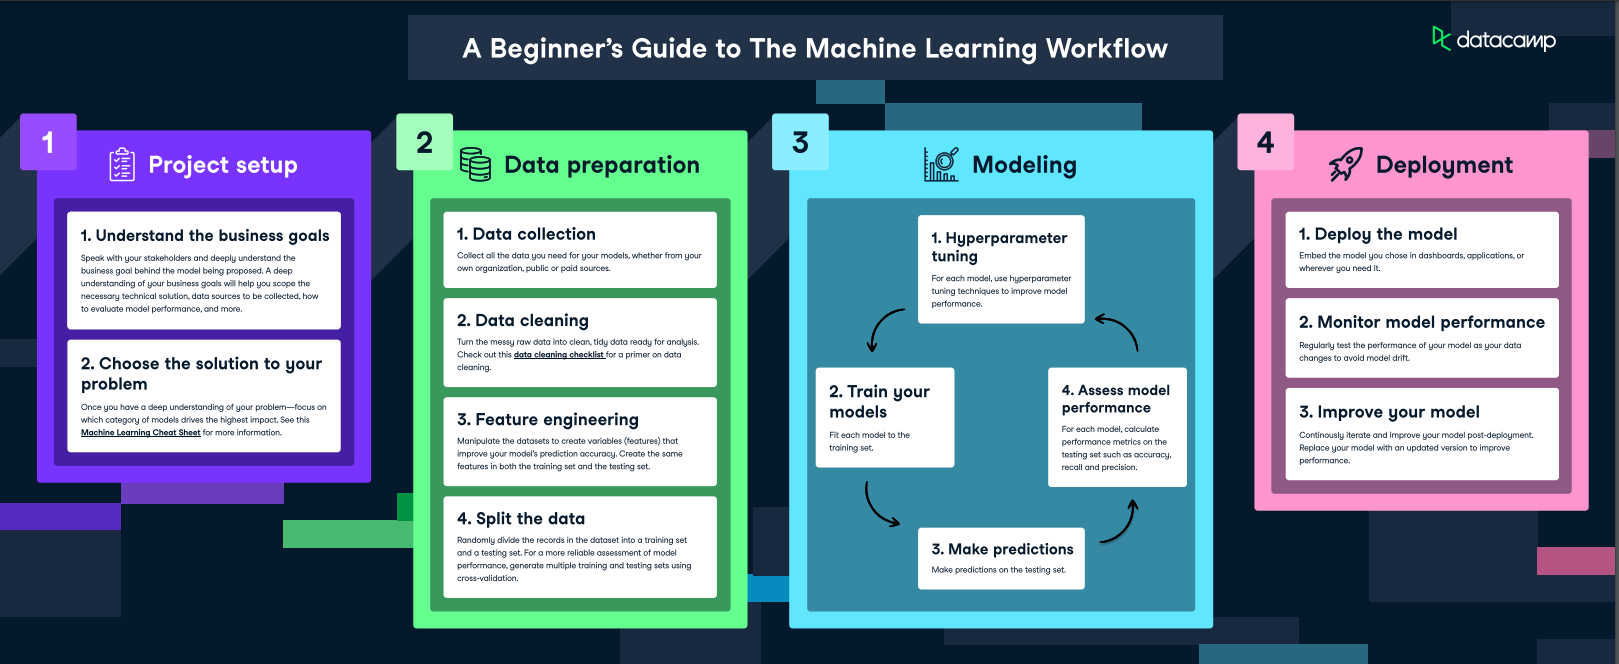 A Beginner's Guide to The Machine Learning Workflow
datacamp
1
Project setup
1. Understand the business goals
Speak with your stakeholders and deeply understand the
business goal behind the model being proposed. A deep
understanding of your business goals will help you scope the
necessary technical solution, data sources to be collected, how
to evaluate model performance, and more.
2. Choose the solution to your
problem
Once you have a deep understanding of your problem—focus on
which category of models drives the highest impact. See this
Machine Learning Cheat Sheet for more information.
2
Data preparation
1. Data collection
Collect all the data you need for your models, whether from your
own organization, public or paid sources.
2. Data cleaning
Turn the messy raw data into clean, tidy data ready for analysis.
Check out this data cleaning checklist for a primer on data
cleaning.
3. Feature engineering
Manipulate the datasets to create variables (features) that
improve your model's prediction accuracy. Create the same
features in both the training set and the testing set.
4. Split the data
Randomly divide the records in the dataset into a training set
and a testing set. For a more reliable assessment of model
performance, generate multiple training and testing sets using
cross-validation.
3
Modeling
1. Hyperparameter
tuning
For each model, use hyperparameter
tuning techniques to improve model
performance.
2. Train your
models
Fit each model to the
training set.
3. Make predictions
Make predictions on the testing set.
4. Assess model
performance
For each model, calculate
performance metrics on the
testing set such as accuracy,
recall and precision.
4
Deployment
1. Deploy the model
Embed the model you chose in dashboards, applications, or
wherever you need it.
2. Monitor model performance
Regularly test the performance of your model as your data
changes to avoid model drift.
3. Improve your model
Continously iterate and improve your model post-deployment.
Replace your model with an updated version to improve
performance.